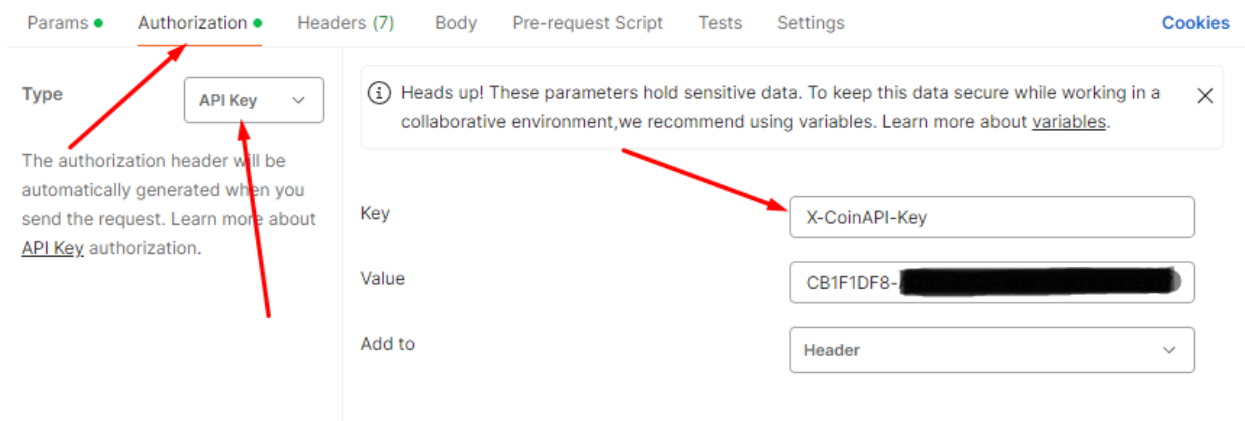 Params Authorization Headers (7) Body Pre-request Script Tests Settings Cookies
Type
API Key
The authorization header will be
automatically generated when you
send the request. Learn more about
API Key authorization.
Heads up! These parameters hold sensitive data. To keep this data secure while working in a
collaborative environment,we recommend using variables. Learn more about variables.
Key
X-CoinAPI-Key
Value
CB1F1DF8-
Add to
Header